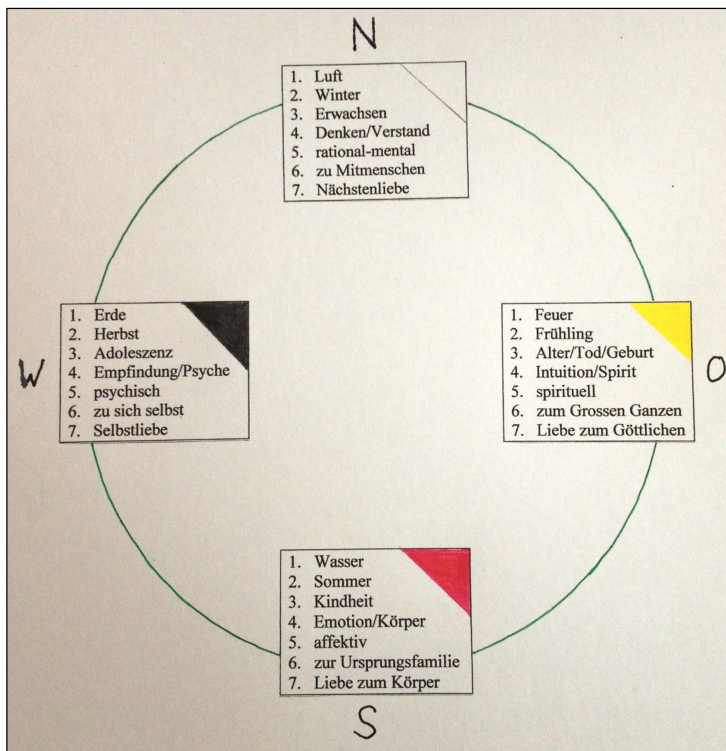 N
1. Luft
2. Winter
3. Erwachsen
4. Denken/Verstand
5. rational-mental
6. zu Mitmenschen
7. Nächstenliebe
W
1. Erde
2. Herbst
3. Adoleszenz
4. Empfindung/Psyche
5. psychisch
6. zu sich selbst
7. Selbstliebe
1. Feuer
2. Frühling
3. Alter/Tod/Geburt
4. Intuition/Spirit
5. spirituell
6. zum Grossen Ganzen
7. Liebe zum Göttlichen
O
1. Wasser
2. Sommer
3. Kindheit
4. Emotion/Körper
5. affektiv
6. zur Ursprungsfamilie
7. Liebe zum Körper
S